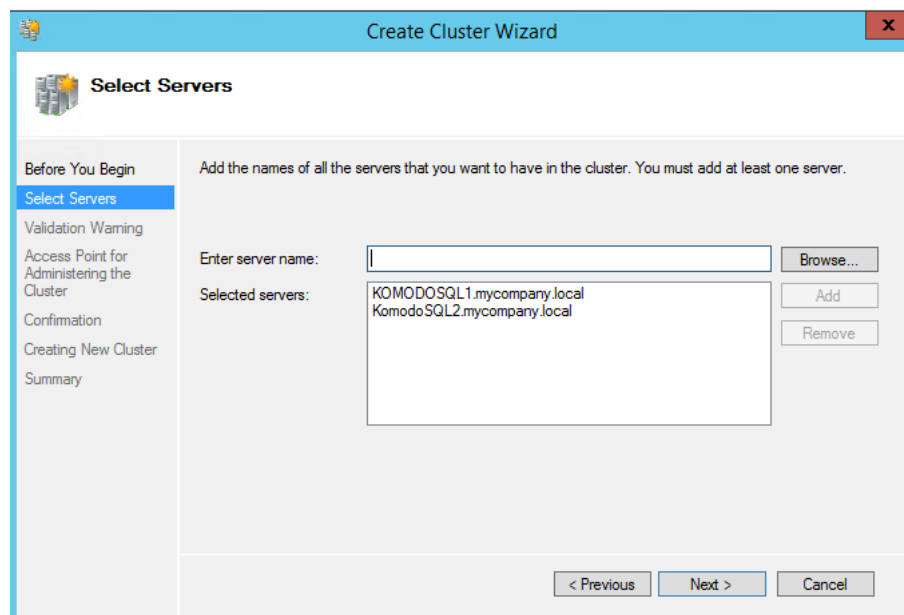 Create Cluster Wizard
x
Select Servers
Before You Begin
Select Servers
Validation Warning
Access Point for
Administering the
Cluster
Confirmation
Creating New Cluster
Summary
Add the names of all the servers that you want to have in the cluster. You must add at least one server.
Enter server name:
Browse...
Selected servers:
KOMODOSQL1.mycompany.local
KomodoSQL2.mycompany.local
Add
Remove
< Previous
Next >
Cancel